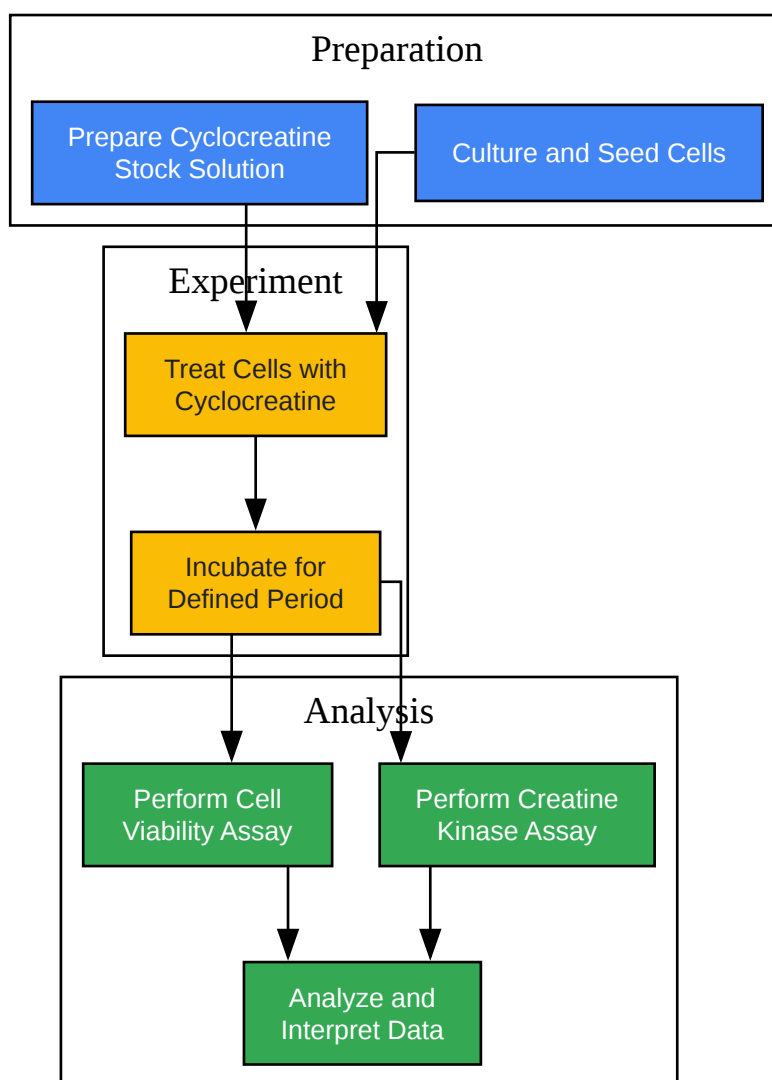 Preparation
Prepare Cyclocreatine
Stock Solution
Culture and Seed Cells
Experiment
Treat Cells with
Cyclocreatine
Incubate for
Defined Period
Analysis
Perform Cell
Viability Assay
Perform Creatine
Kinase Assay
Analyze and
Interpret Data